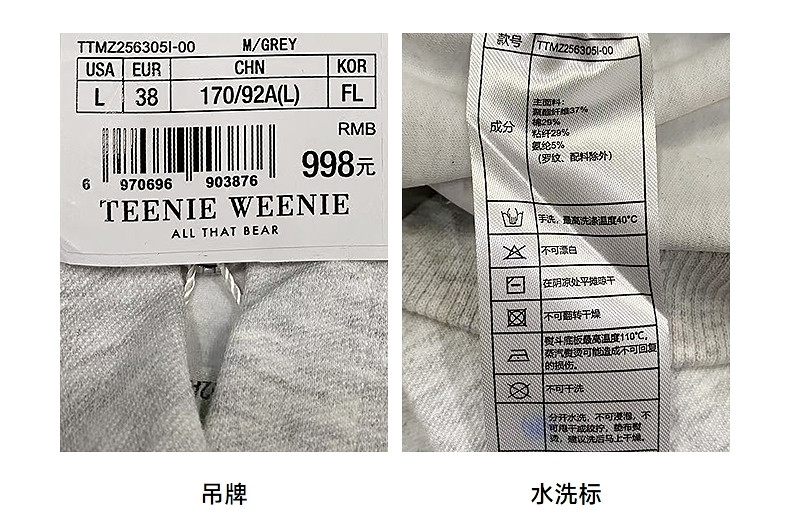 TTMZ256305I-00 M/GREY
USA EUR CHN KOR
L 38 170/92A(L) FL
RMB
998元
6 970696 903876
TEENIE WEENIE
ALL THAT BEAR
款号 TTMZ256305I-00
成分
主面料:
聚酯纤维37%
棉29%
粘纤29%
氨纶5%
(罗纹、配料除外)
手洗,最高洗涤温度40°C
不可漂白
在阴凉处平摊晾干
不可翻转干燥
熨斗底板最高温度110°C,
蒸汽熨烫可能造成不可回复
的损伤。
不可干洗
分开水洗,不可浸泡,不
可甩干或绞拧,垫布熨
烫,建议洗后马上干燥。
吊牌
水洗标